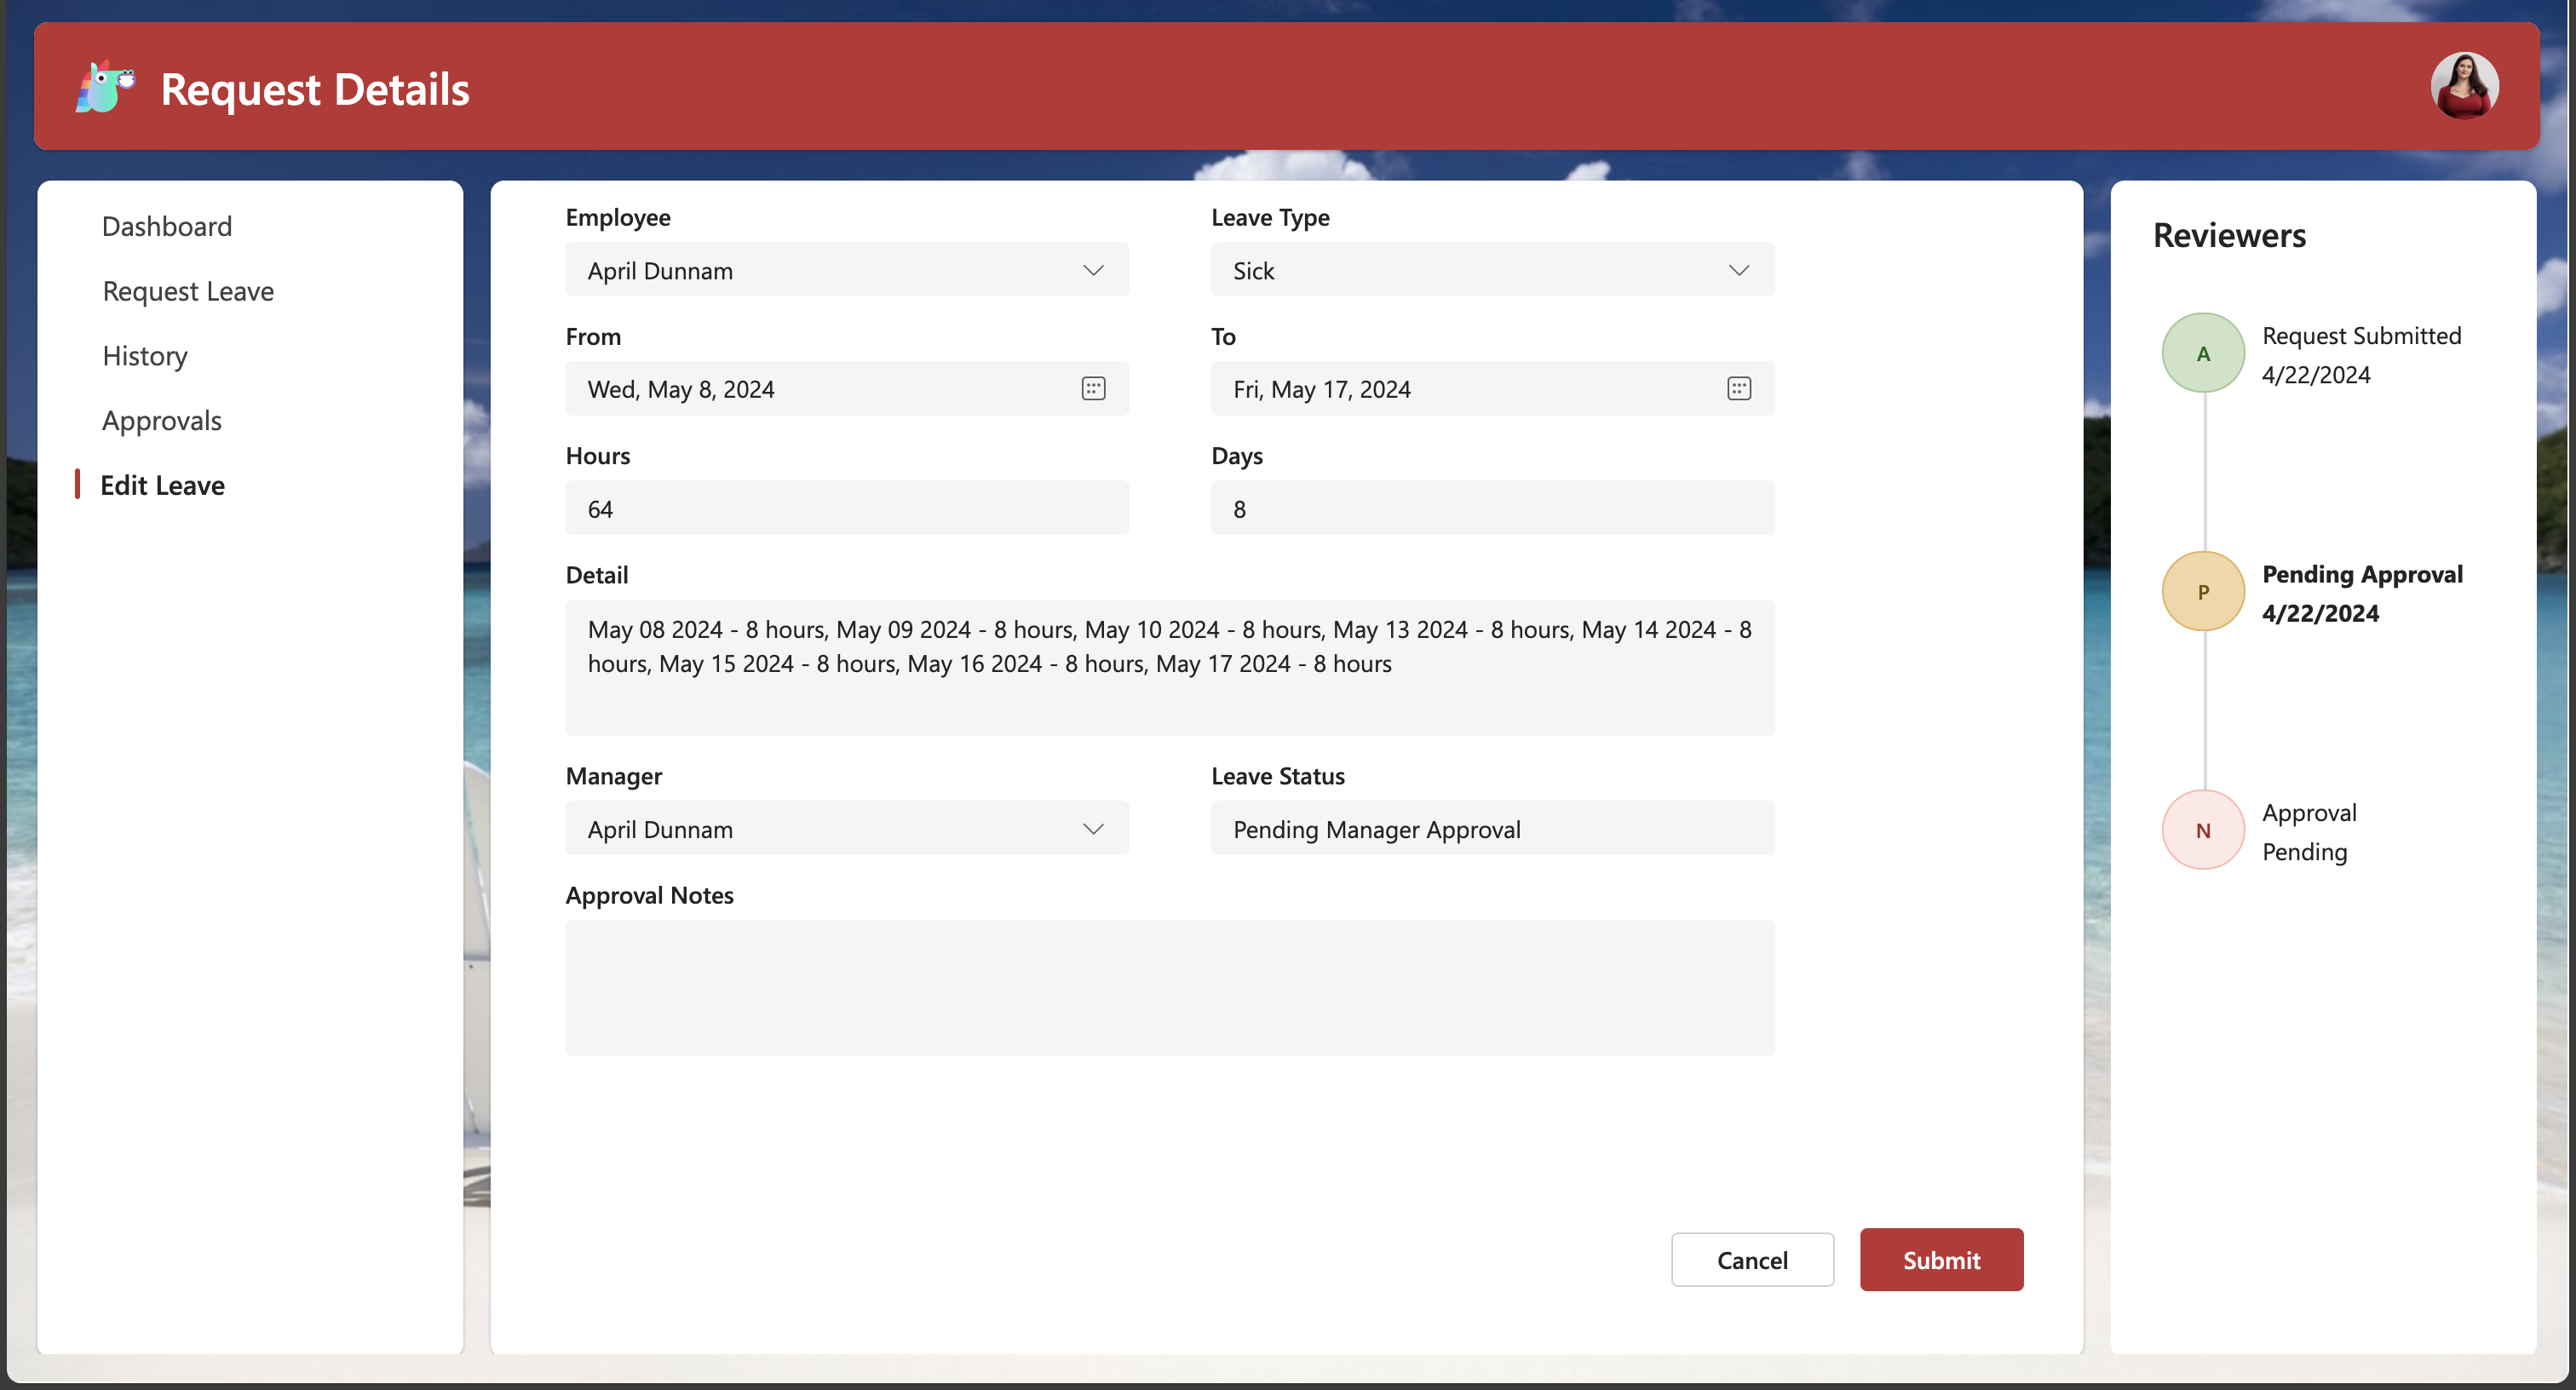 Request Details
Dashboard
Request Leave
History
Approvals
Edit Leave
Employee
April Dunnam
Leave Type
Sick
From
Wed, May 8, 2024
To
Fri, May 17, 2024
Hours
64
Days
8
Detail
May 08 2024 - 8 hours, May 09 2024 - 8 hours, May 10 2024 - 8 hours, May 13 2024 - 8 hours, May 14 2024 - 8
hours, May 15 2024 - 8 hours, May 16 2024 - 8 hours, May 17 2024 - 8 hours
Manager
April Dunnam
Leave Status
Pending Manager Approval
Approval Notes
Cancel
Submit
Reviewers
A
Request Submitted
4/22/2024
P
Pending Approval
4/22/2024
N
Approval
Pending